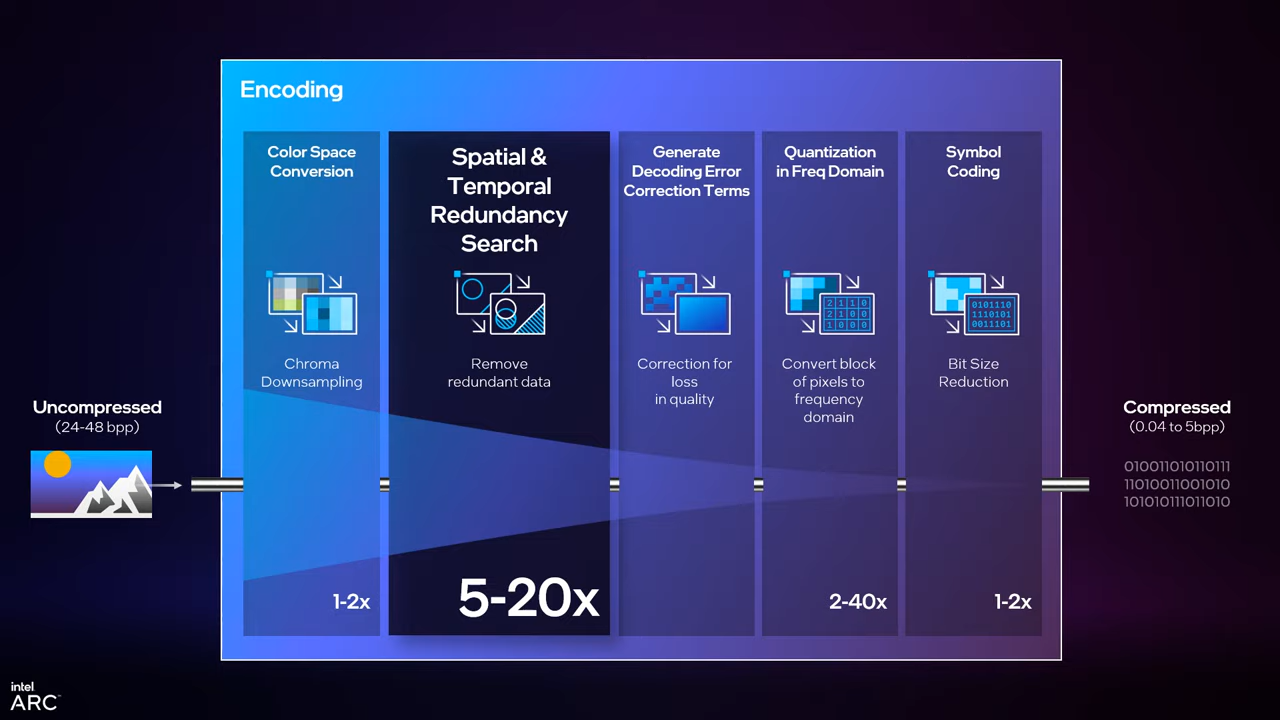 Encoding
Color Space
Conversion
Chroma
Downsampling
1-2x
Spatial &
Temporal
Redundancy
Search
Remove
redundant data
5-20x
Generate
Decoding Error
Correction Terms
Correction for
loss
in quality
Quantization
in Freq Domain
2 1 1 0
2 1 0 0
1 0 0 0
Convert block
of pixels to
frequency
domain
2-40x
Symbol
Coding
0101110
1110101
0011101
Bit Size
Reduction
1-2x
Uncompressed
(24-48 bpp)
Compressed
(0.04 to 5bpp)
010011010110111
11010011001010
101010111011010
intel
ARC™